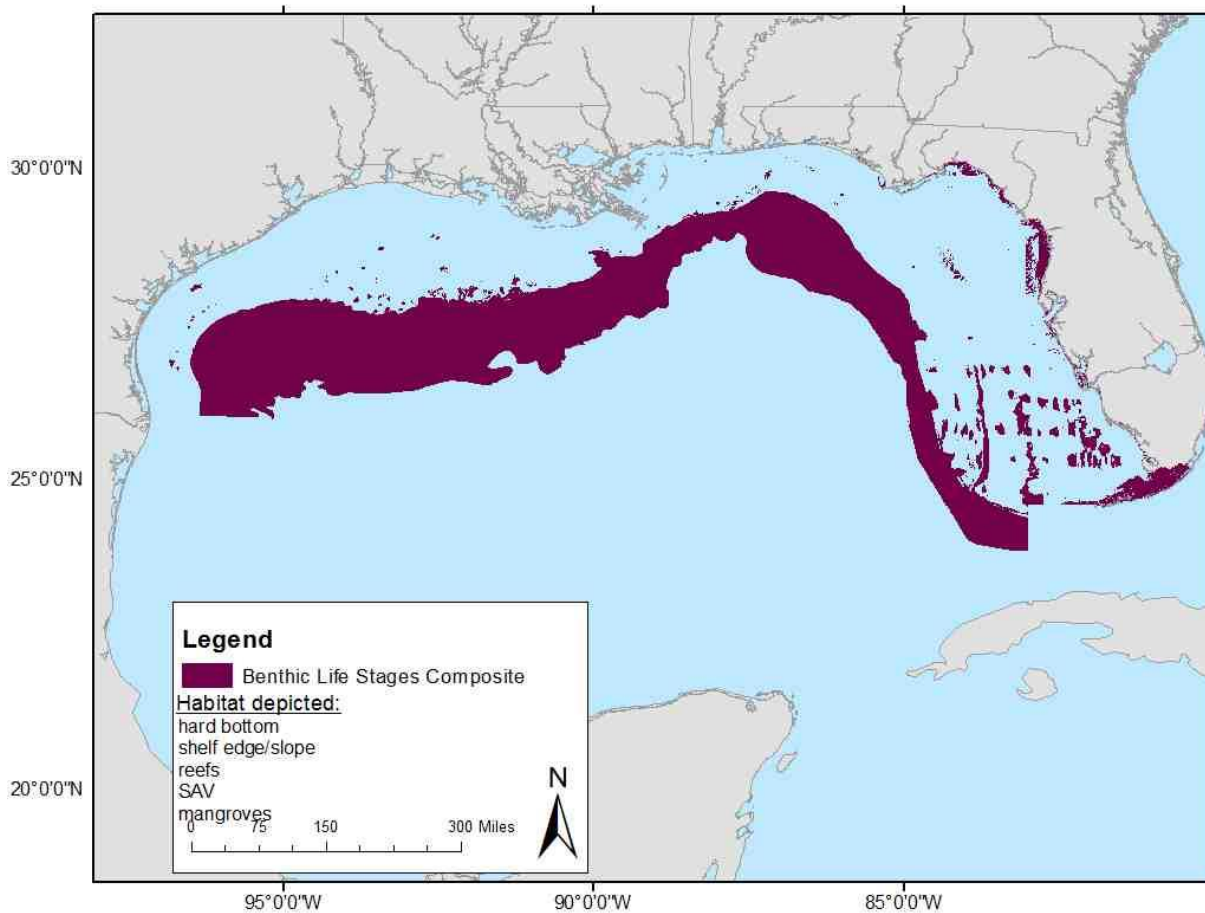 30°0'0"N
25°0'0"N
20°0'0"N
Legend
Benthic Life Stages Composite
Habitat depicted:
hard bottom
shelf edge/slope
reefs
SAV
mangroves
0 75 150 300 Miles
N
95°0'0"W 90°0'0"W 85°0'0"W